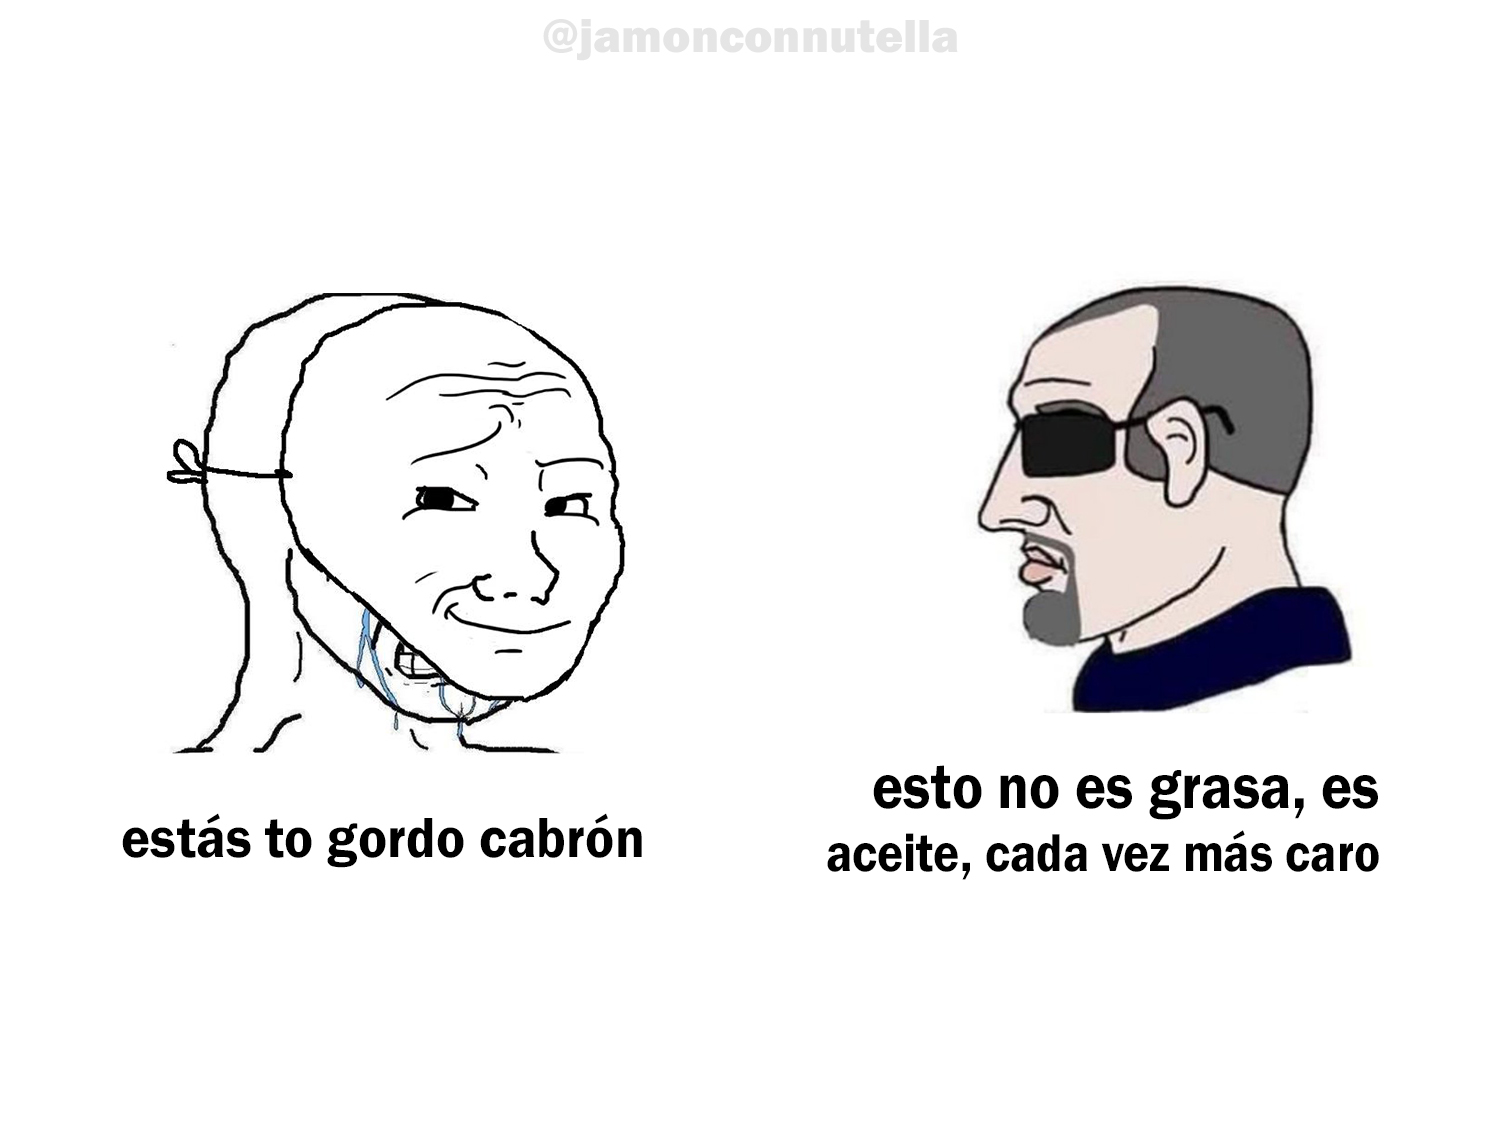 @jamonconnutella
estás to gordo cabrón
esto no es grasa, es
aceite, cada vez más caro